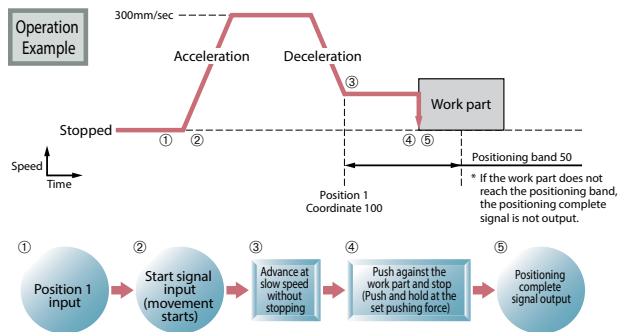 Operation
Example
300mm/sec
Acceleration
Deceleration
③
Work part
Stopped
①
②
④
⑤
Speed
Time
Positioning band 50
Position 1
Coordinate 100
* If the work part does not
reach the positioning band,
the positioning complete
signal is not output.
①
Position 1
input
②
Start signal
input
(movement
starts)
③
Advance at
slow speed
without
stopping
④
Push against the
work part and stop
(Push and hold at the
set pushing force)
⑤
Positioning
complete
signal output